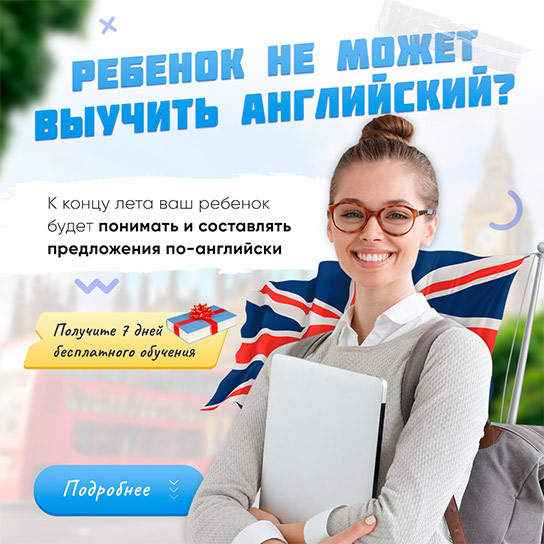 РЕБЕНОК НЕ МОЖЕТ
ВЫУЧИТЬ АНГЛИЙСКИЙ?
К концу лета ваш ребенок
будет понимать и составлять
предложения по-английски
Получите 7 дней
бесплатного обучения
Подробнее